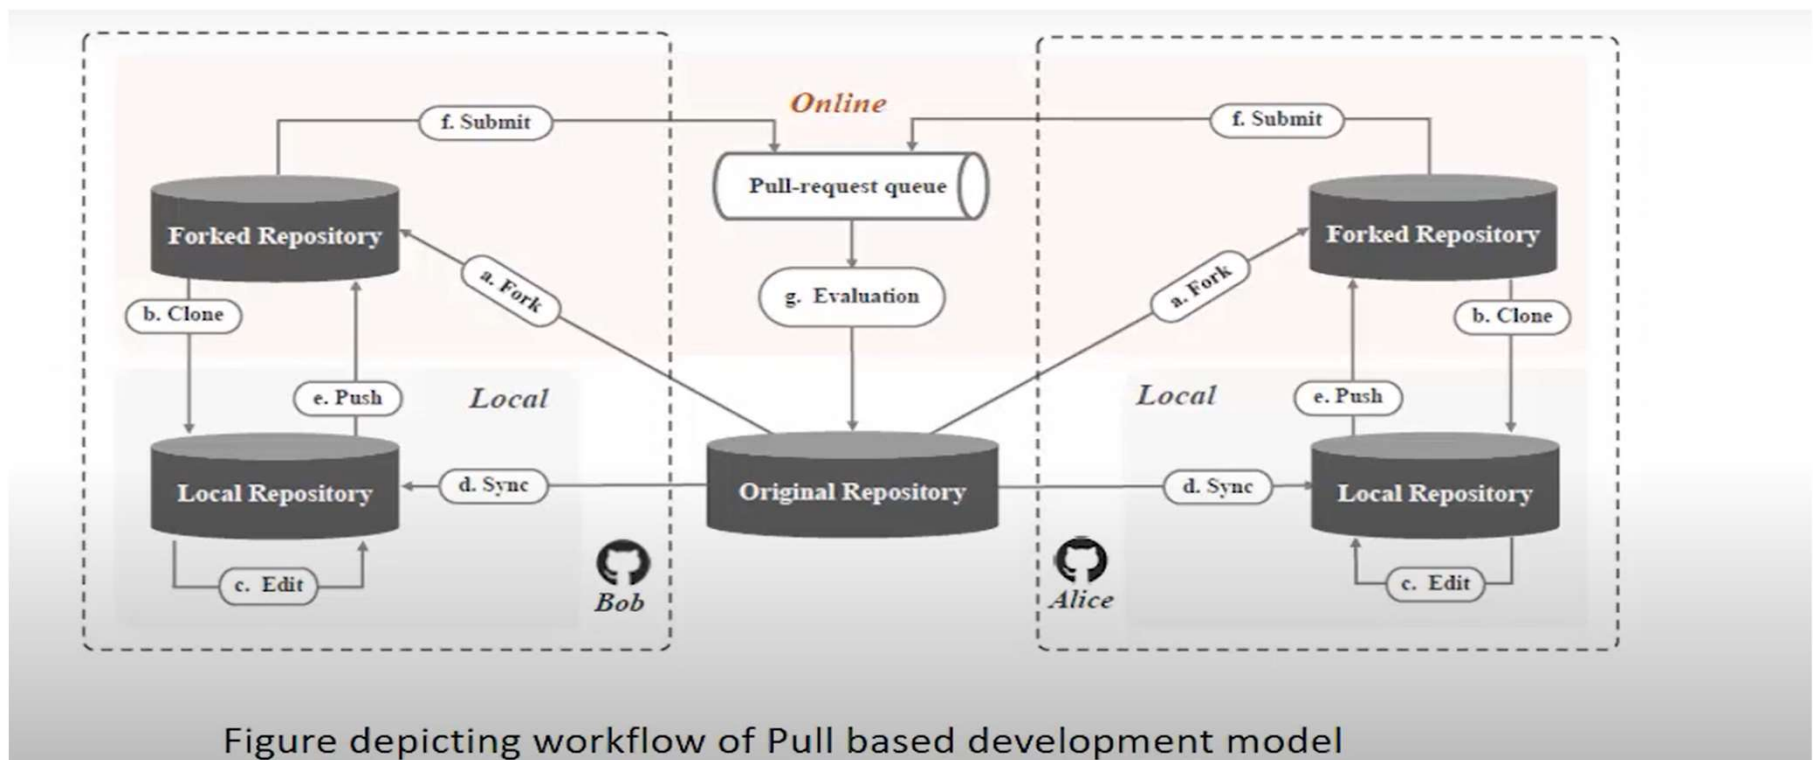 Online
f. Submit
f. Submit
Pull-request queue
Forked Repository
Forked Repository
a. Fork
a. Fork
g. Evaluation
b. Clone
b. Clone
e. Push
Local
Local
e. Push
Local Repository
d. Sync
Original Repository
d. Sync
Local Repository
c. Edit
Bob
Alice
c. Edit
Figure depicting workflow of Pull based development model